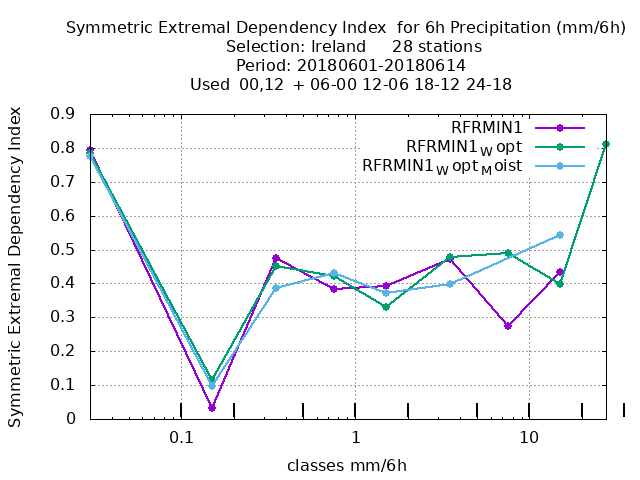 Symmetric Extremal Dependency Index for 6h Precipitation (mm/6h)
Selection: Ireland 28 stations
Period: 20180601-20180614
Used 00,12 + 06-00 12-06 18-12 24-18
Symmetric Extremal Dependency Index
0.9
0.8
0.7
0.6
0.5
0.4
0.3
0.2
0.1
0
RFRMIN1
RFRMIN1Wopt
RFRMIN1WoptMoist
0.1 1 10
classes mm/6h